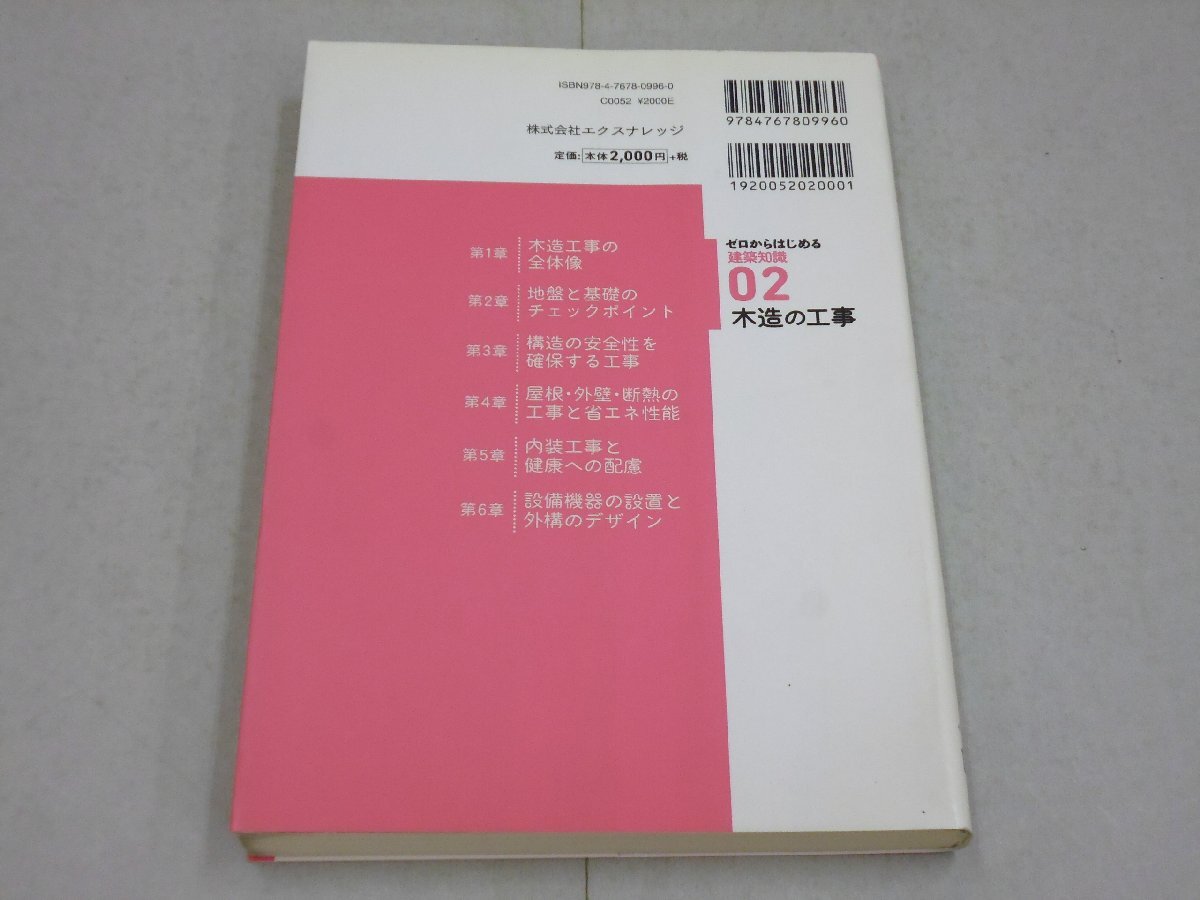 ISBN978-4-7678-0996-0
C0052 ¥2000E
株式会社エクスナレッジ
定価: 本体2,000円 +税
9784767809960
1920052020001
ゼロからはじめる
建築知識
02
木造の工事
第1章 木造工事の
全体像
第2章 地盤と基礎の
チェックポイント
第3章 構造の安全性を
確保する工事
第4章 屋根・外壁・断熱の
工事と省エネ性能
第5章 内装工事と
健康への配慮
第6章 設備機器の設置と
外構のデザイン